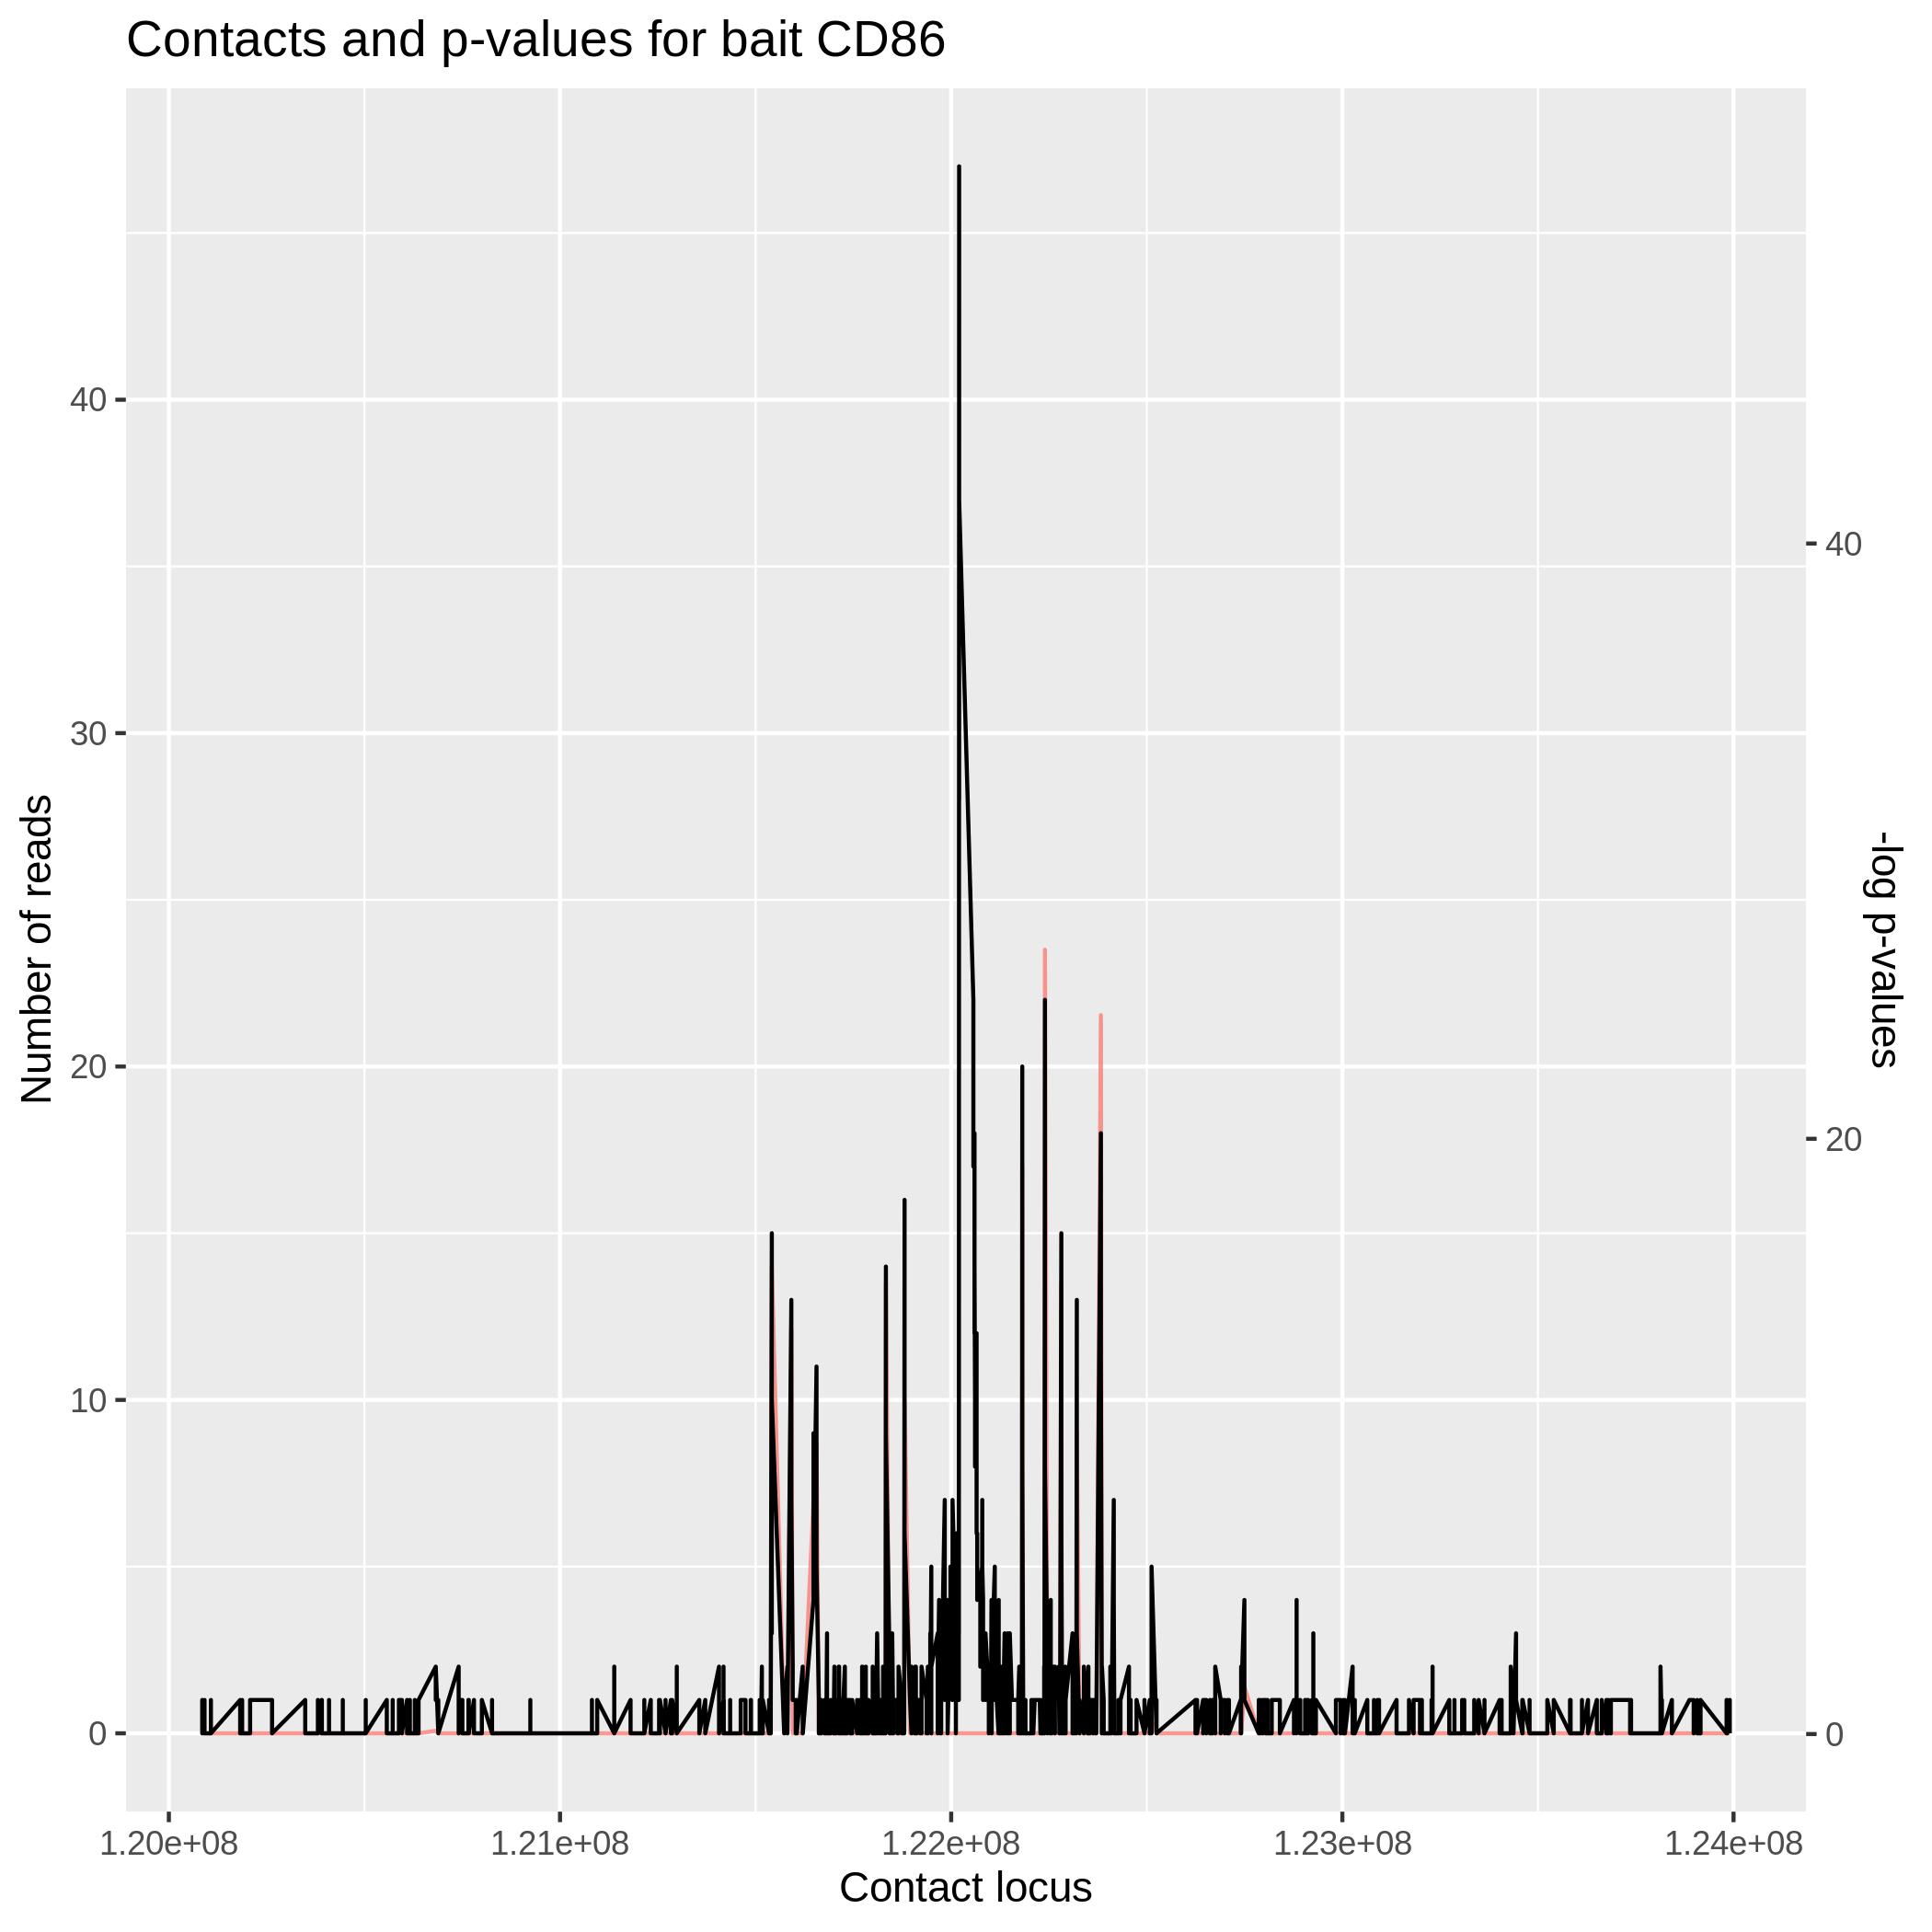 Contacts and p-values for bait CD86
Number of reads
40
30
20
10
0
40
20
0
-log p-values
1.20e+08 1.21e+08 1.22e+08 1.23e+08 1.24e+08
Contact locus